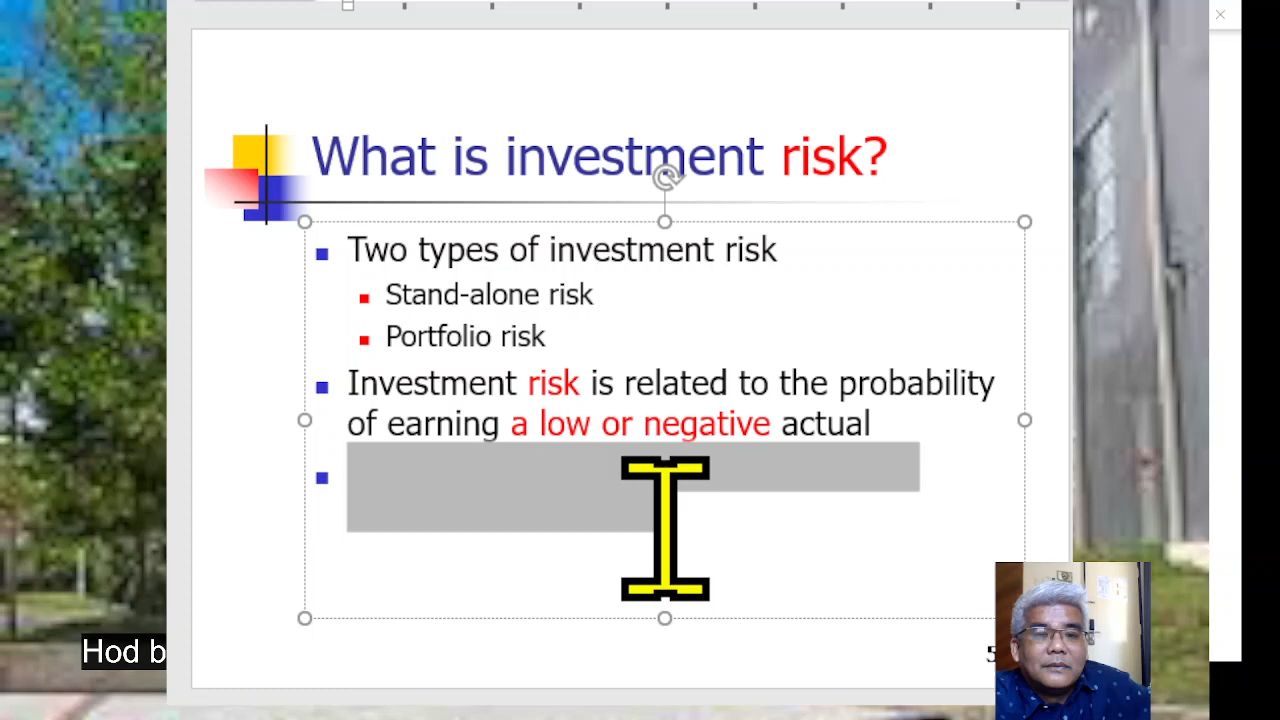 What is investment risk?
Two types of investment risk
Stand-alone risk
Portfolio risk
Investment risk is related to the probability
of earning a low or negative actual
Hod b
5